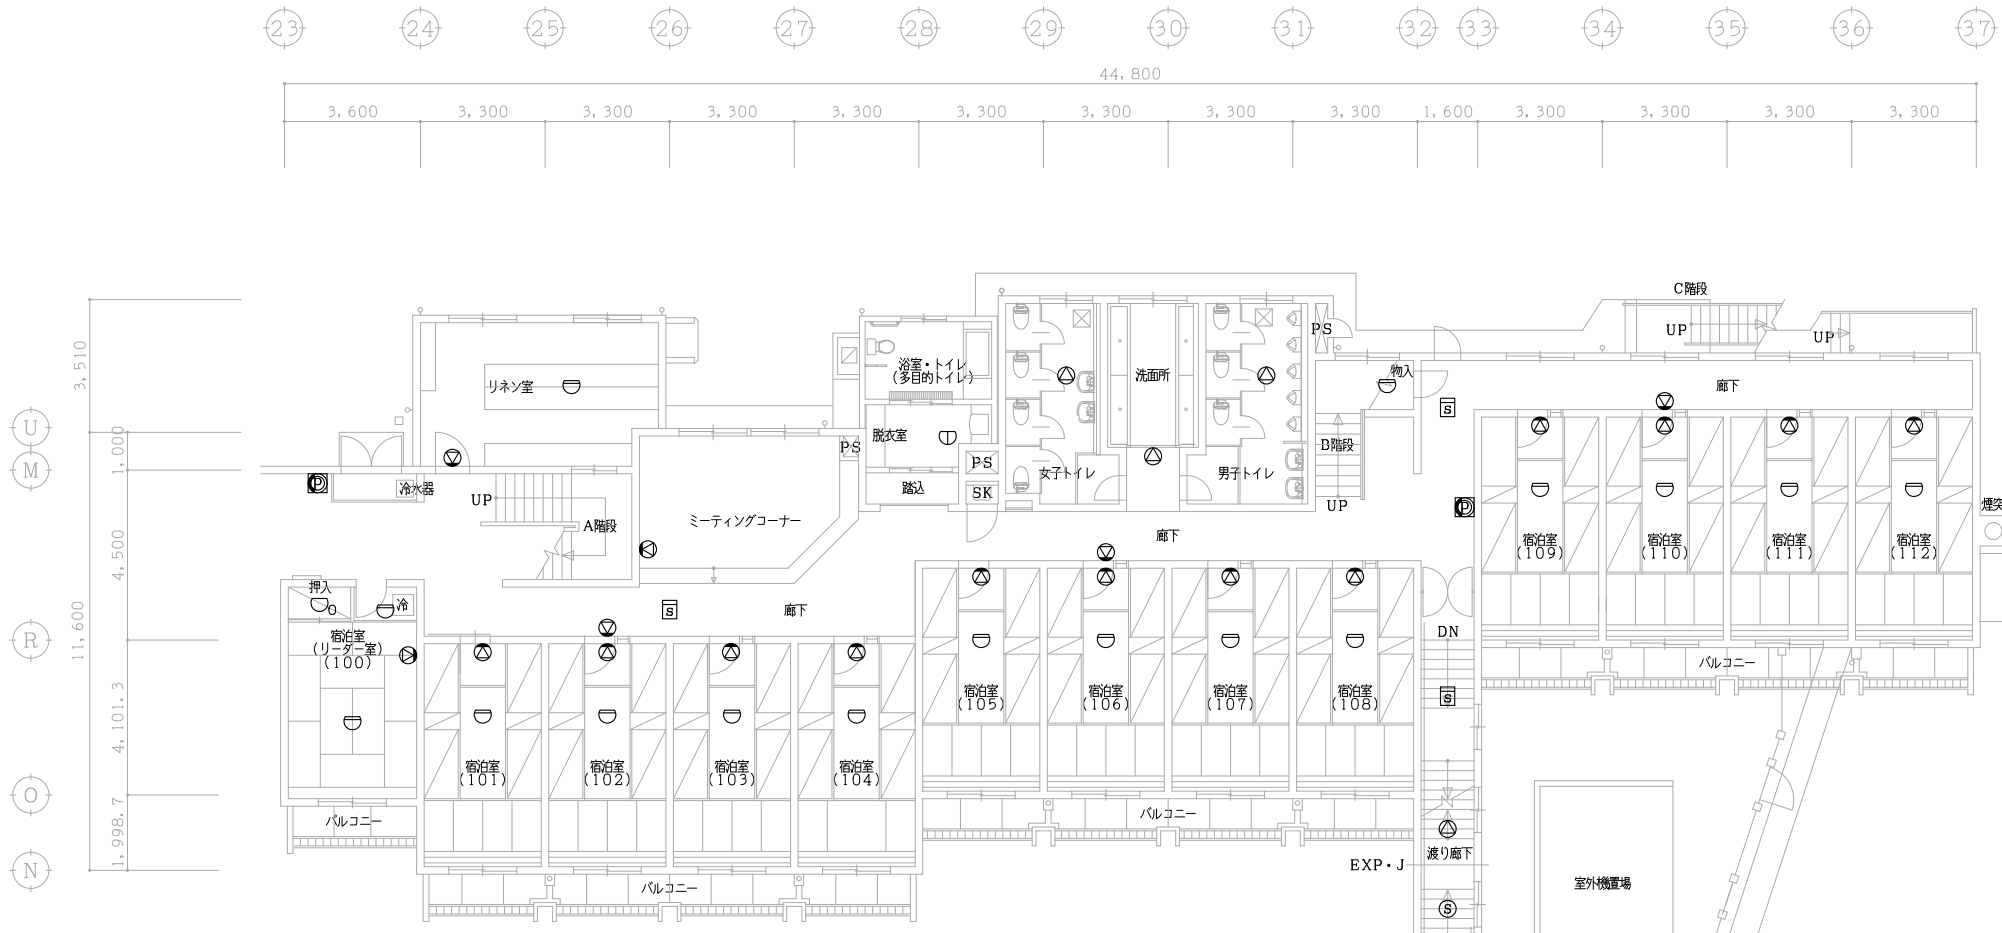 23 24 25 26 27 28 29 30 31 32 33 34 35 36 37
44,800
3,600 3,300 3,300 3,300 3,300 3,300 3,300 3,300 3,300 1,600 3,300 3,300 3,300 3,300
C階段
UP
UP
PS
3,510
浴室・トイレ
(多目的トイレ)
洗面所
物入
リネン室
廊下
U
1,000
脱衣室
PS
B階段
M
PS
女子トイレ
男子トイレ
P
冷水器
踏込
SK
UP
UP
P
煙突
A階段
ミーティングコーナー
廊下
4,500
宿泊室
(109)
宿泊室
(110)
宿泊室
(111)
宿泊室
(112)
S
押入
冷
O
S
廊下
11,600
R
宿泊室
(リーダー室)
(100)
DN
バルコニー
宿泊室
(105)
宿泊室
(106)
宿泊室
(107)
宿泊室
(108)
S
4,101.3
宿泊室
(101)
宿泊室
(102)
宿泊室
(103)
宿泊室
(104)
O
バルコニー
バルコニー
1,998.7
渡り廊下
EXP・J
N
バルコニー
室外機置場
S